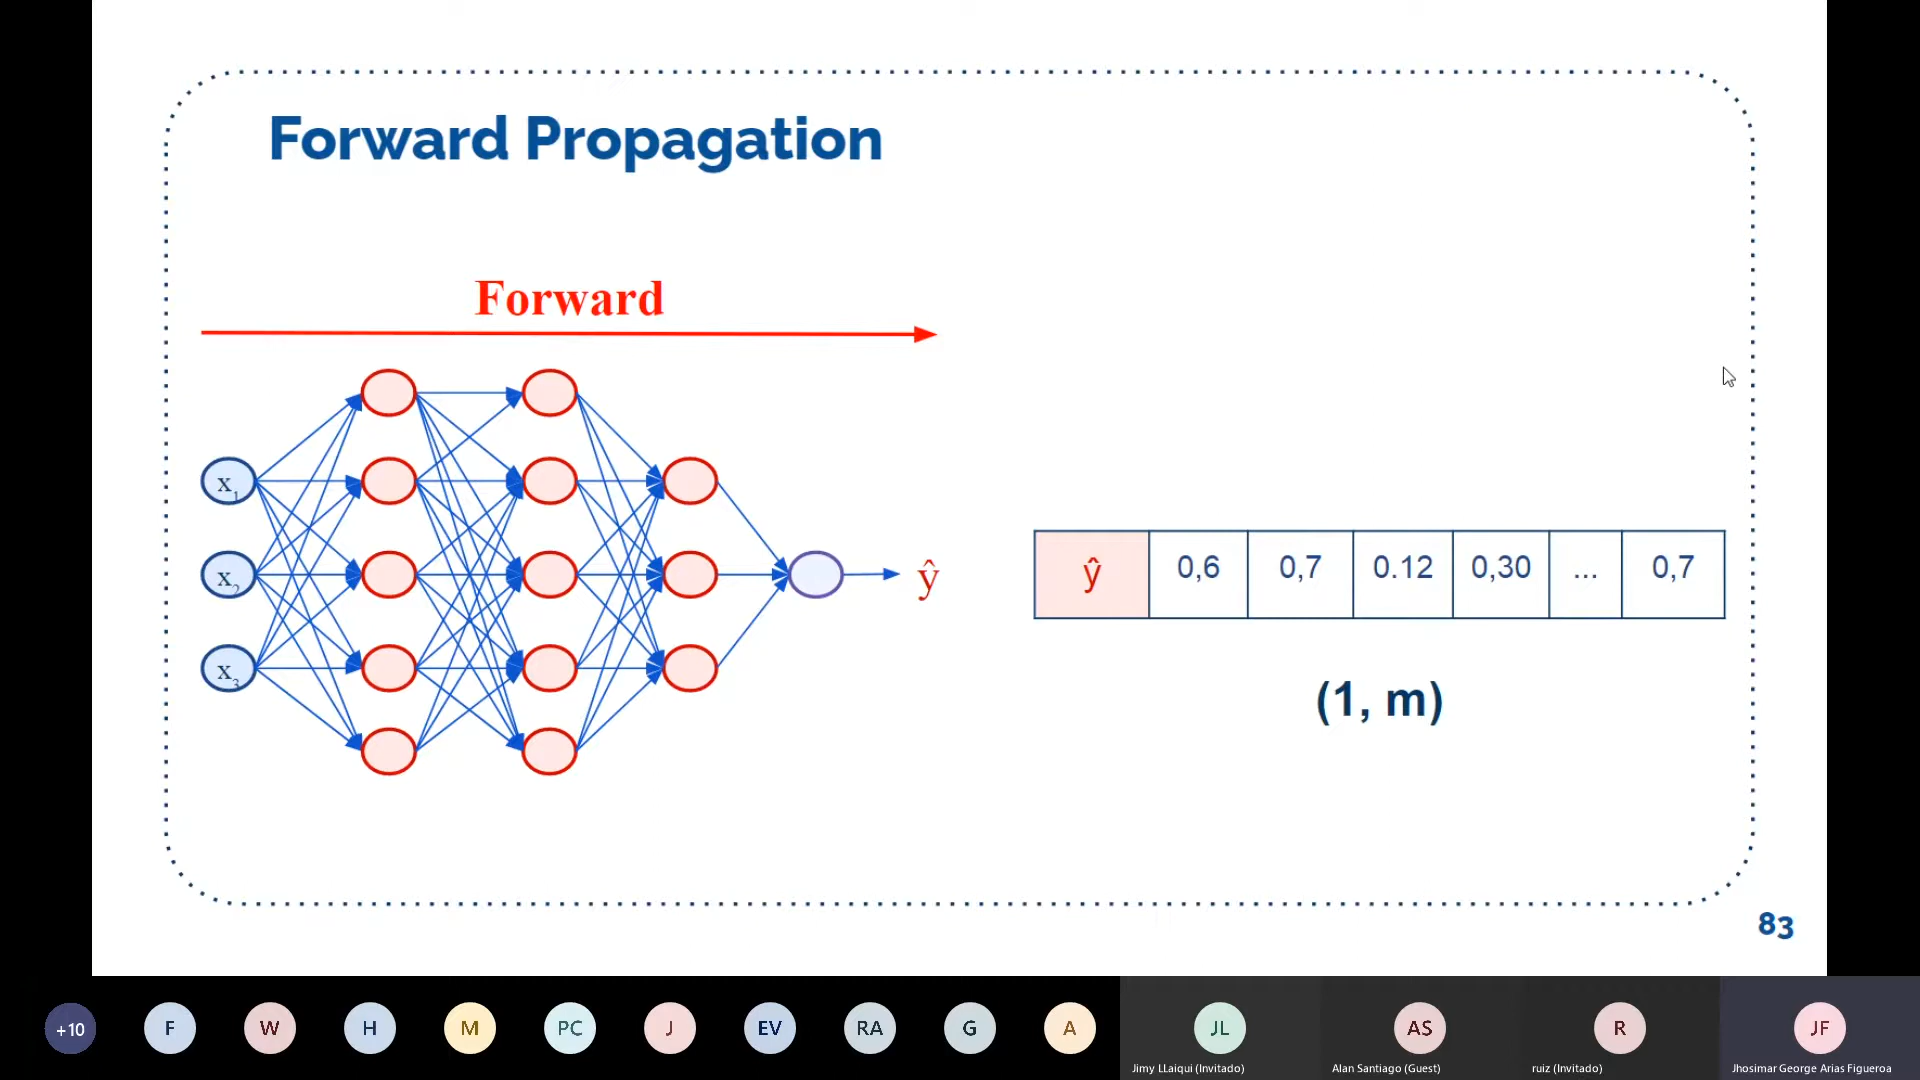 Forward Propagation
Forward
x1
x2
x3
ŷ
ŷ 0,6 0,7 0.12 0,30 ... 0,7
(1, m)
83
+10 F W H M PC J EV RA G A JL AS R JF
Jimy LLaiqui (Invitado) Alan Santiago (Guest) ruiz (Invitado) Jhosimar George Arias Figueroa